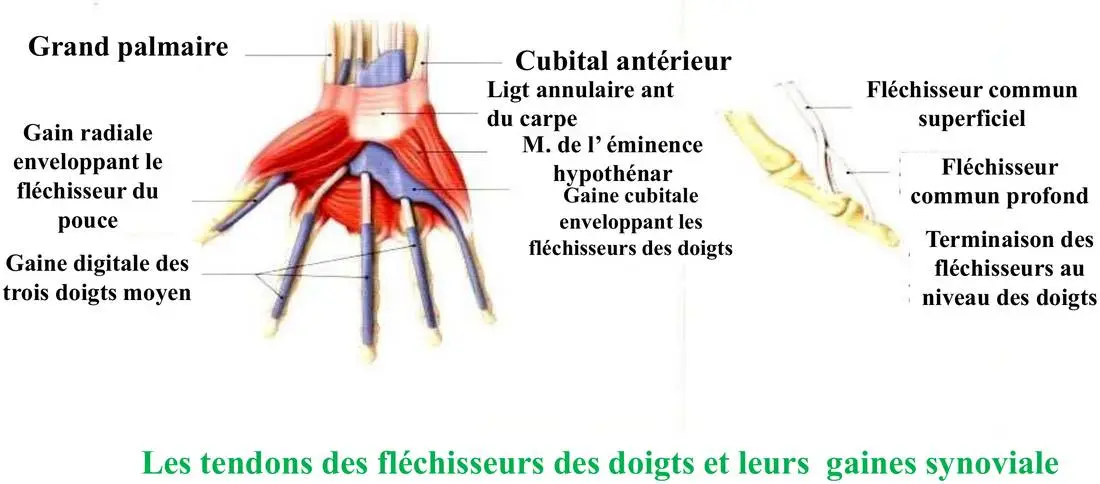 Grand palmaire
Cubital antérieur
Ligt annulaire ant
du carpe
M. de l’ éminence
hypothénar
Gaine cubitale
enveloppant les
fléchisseurs des doigts
Gain radiale
enveloppant le
fléchisseur du
pouce
Gaine digitale des
trois doigts moyen
Fléchisseur commun
superficiel
Fléchisseur
commun profond
Terminaison des
fléchisseurs au
niveau des doigts
Les tendons des fléchisseurs des doigts et leurs gaines synoviale